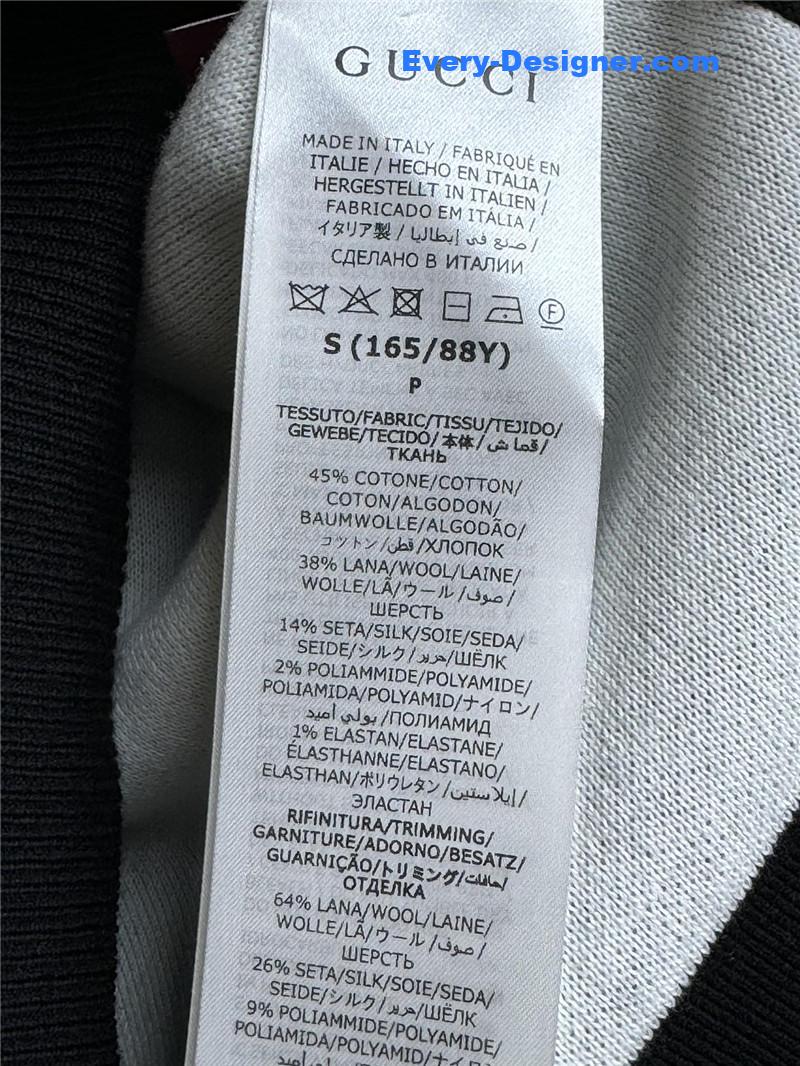 GUCCI
Every-Designer.com
MADE IN ITALY / FABRIQUÉ EN
ITALIE / HECHO EN ITALIA /
HERGESTELLT IN ITALIEN /
FABRICADO EM ITÁLIA /
イタリア製 / صنع في إيطاليا /
СДЕЛАНО В ИТАЛИИ
F
S (165/88Y)
P
TESSUTO/FABRIC/TISSU/TEJIDO/
GEWEBE/TECIDO/本体/قماش/
ТКАНЬ
45% COTONE/COTTON/
COTON/ALGODON/
BAUMWOLLE/ALGODÃO/
コットン/قطن/ХЛОПОК
38% LANA/WOOL/LAINE/
WOLLE/LÃ/ウール/صوف/
ШЕРСТЬ
14% SETA/SILK/SOIE/SEDA/
SEIDE/シルク/حرير/ШЁЛК
2% POLIAMMIDE/POLYAMIDE/
POLIAMIDA/POLYAMID/ナイロン/
بولي أميد/ПОЛИАМИД
1% ELASTAN/ELASTANE/
ÉLASTHANNE/ELASTANO/
ELASTHAN/ポリウレタン/إيلاستين/
ЭЛАСТАН
RIFINITURA/TRIMMING/
GARNITURE/ADORNO/BESATZ/
GUARNIÇÃO/トリミング/حافات/
ОТДЕЛКА
64% LANA/WOOL/LAINE/
WOLLE/LÃ/ウール/صوف/
ШЕРСТЬ
26% SETA/SILK/SOIE/SEDA/
SEIDE/シルク/حرير/ШЁЛК
9% POLIAMMIDE/POLYAMIDE/
POLIAMIDA/POLYAMID/ナイロン/